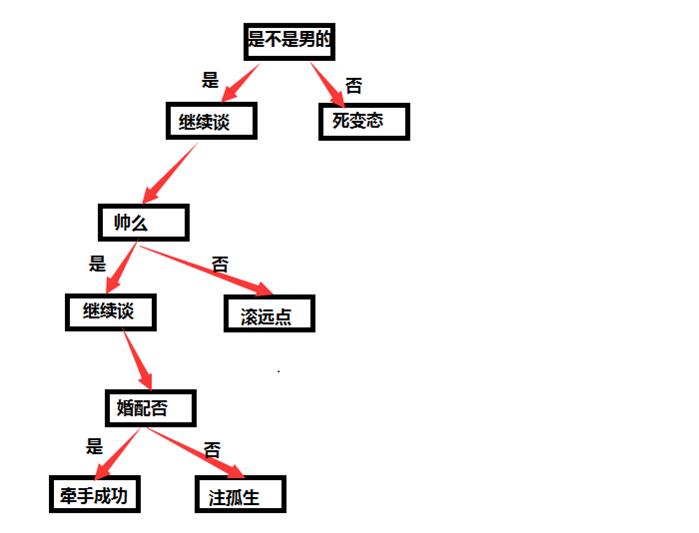 是不是男的
是
否
继续谈
死变态
帅么
是
否
继续谈
滚远点
婚配否
是
否
牵手成功
注孤生